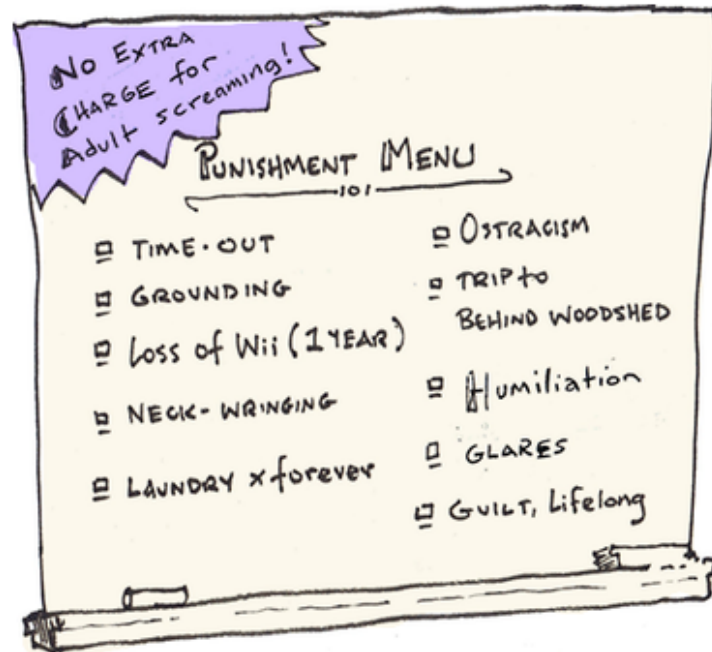 No Extra
Charge for
Adult screaming!
Punishment Menu
101
Time-out
Grounding
Loss of Wii (1 year)
Neck-wringing
Laundry x forever
Ostracism
Trip to
Behind Woodshed
Humiliation
Glares
Guilt, Lifelong